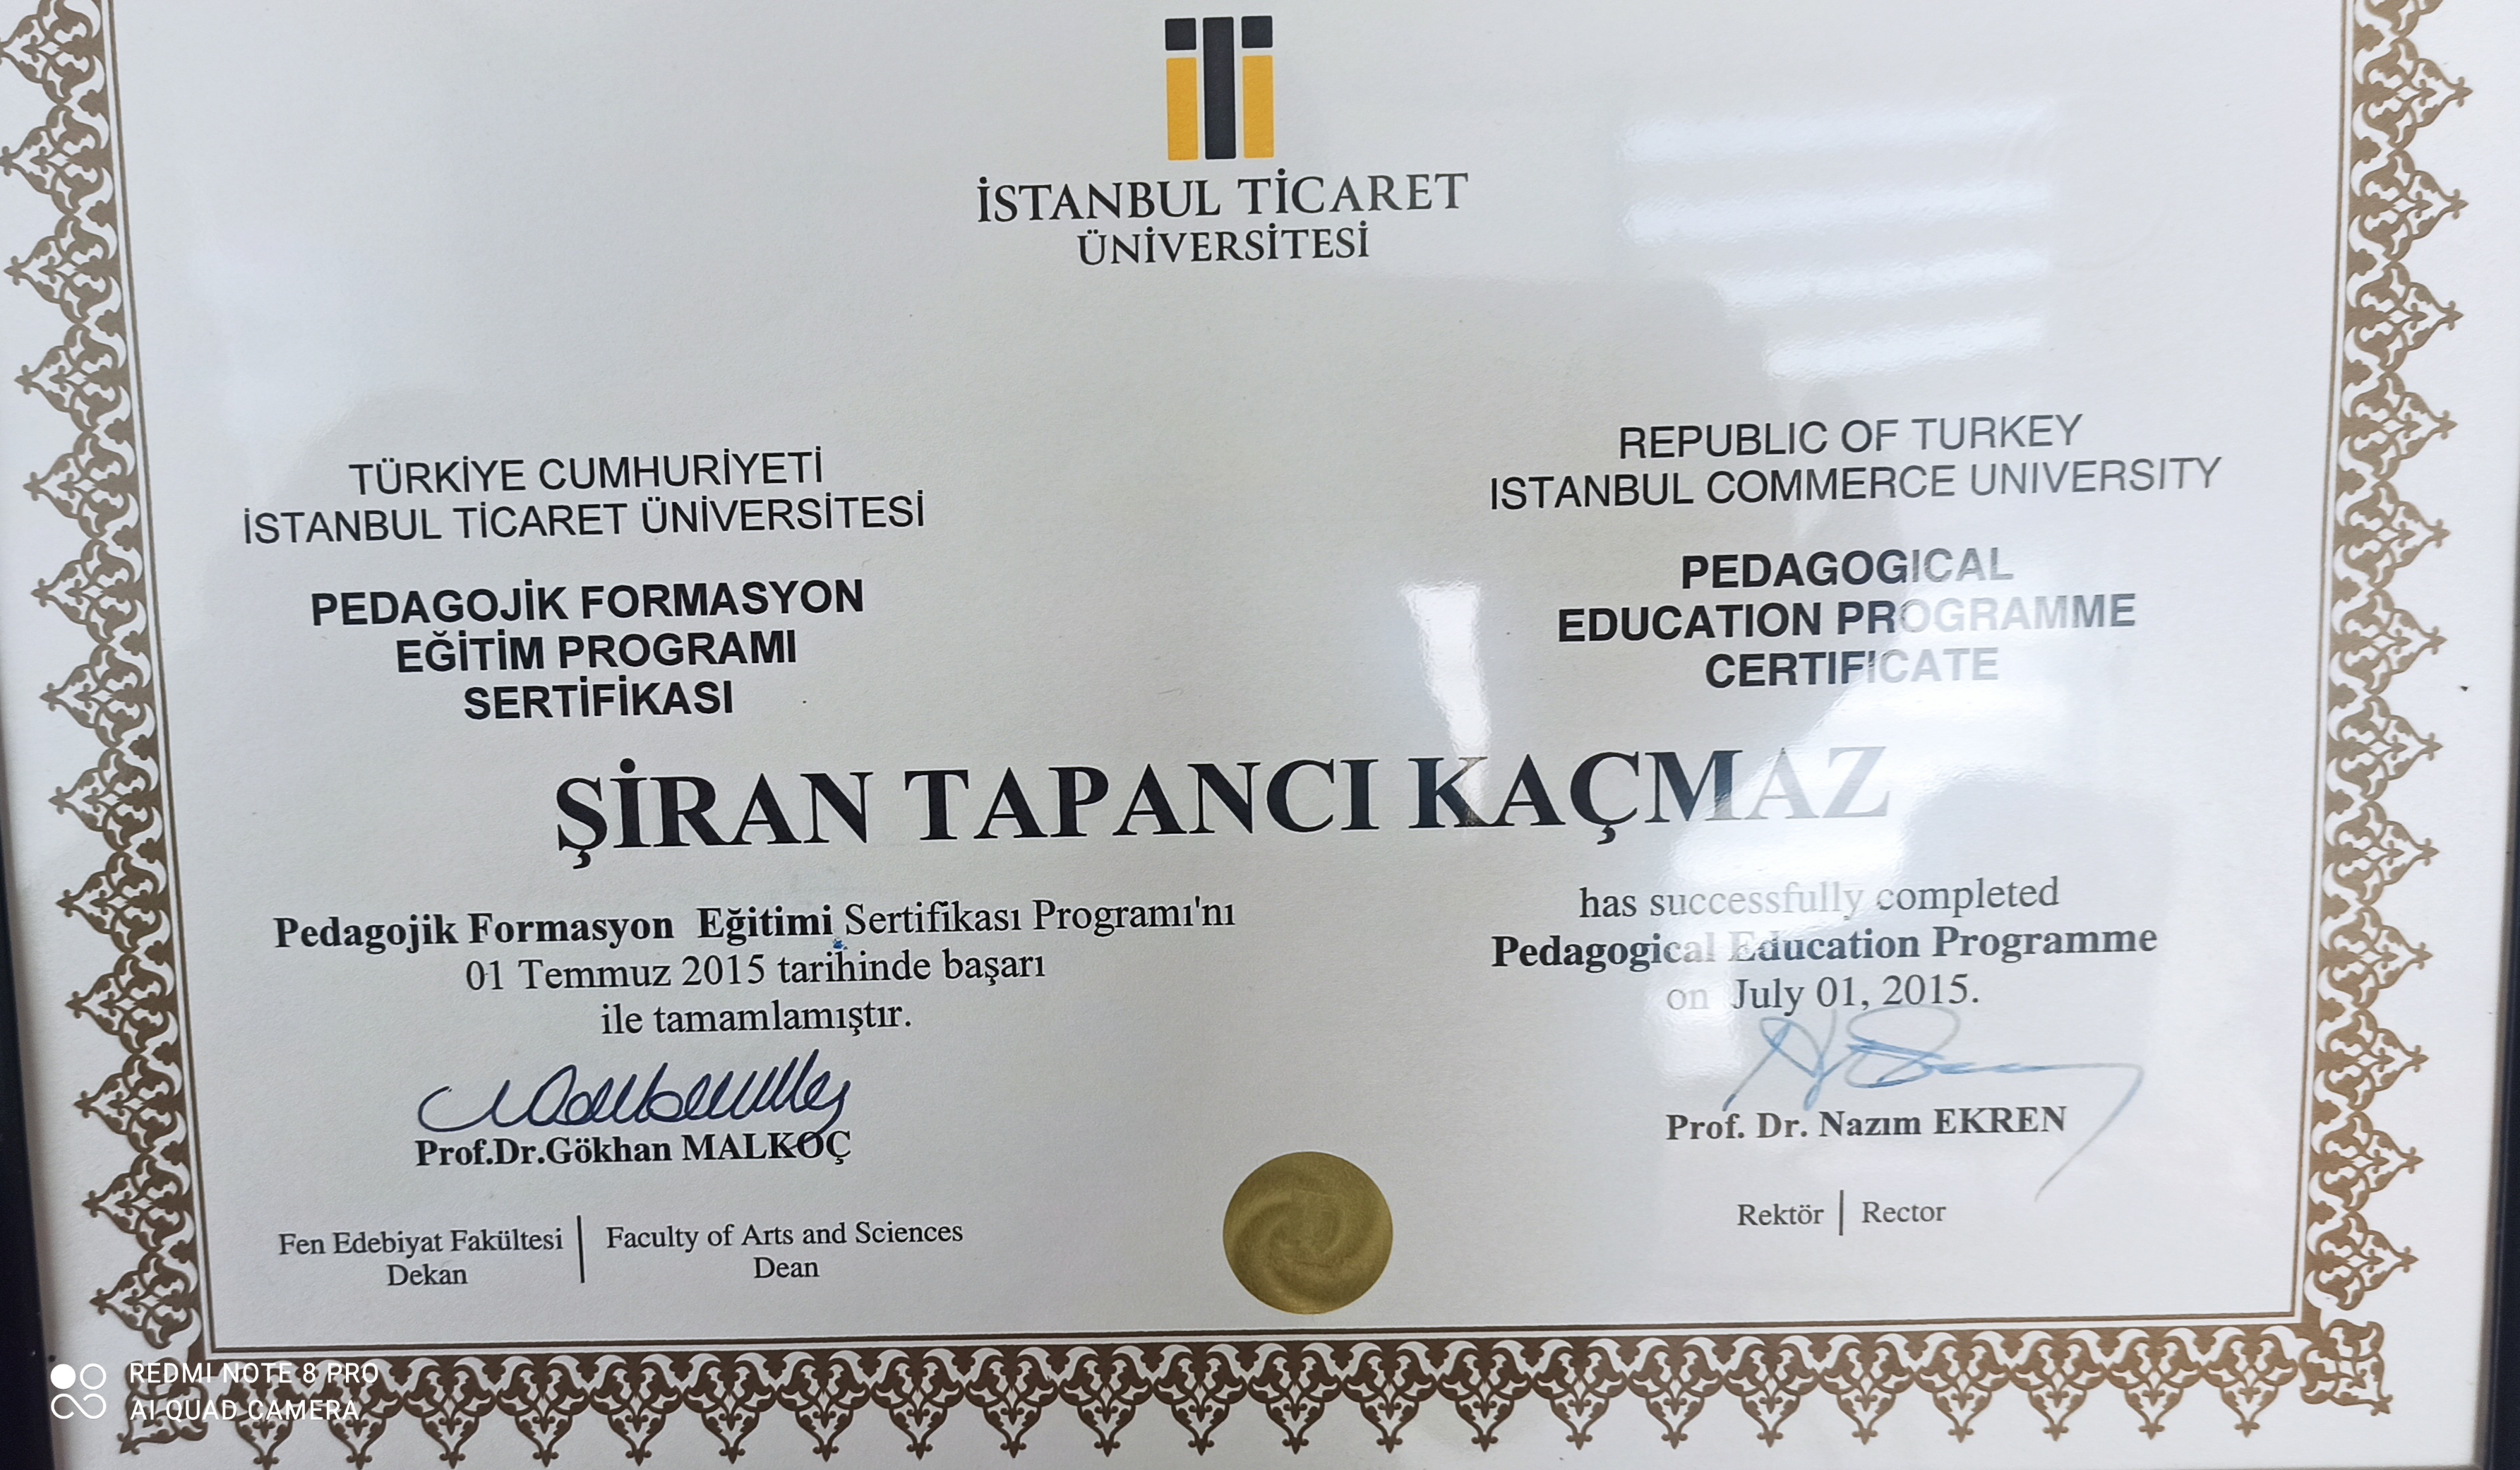 İSTANBUL TİCARET
ÜNİVERSİTESİ
TÜRKİYE CUMHURİYETİ
İSTANBUL TİCARET ÜNİVERSİTESİ
PEDAGOJİK FORMASYON
EĞİTİM PROGRAMI
SERTİFİKASI
REPUBLIC OF TURKEY
ISTANBUL COMMERCE UNIVERSITY
PEDAGOGICAL
EDUCATION PROGRAMME
CERTIFICATE
ŞİRAN TAPANCI KAÇMAZ
Pedagojik Formasyon Eğitimi Sertifikası Programı'nı
01 Temmuz 2015 tarihinde başarı
ile tamamlamıştır.
has successfully completed
Pedagogical Education Programme
on July 01, 2015.
Prof.Dr.Gökhan MALKOÇ
Fen Edebiyat Fakültesi
Dekan
Faculty of Arts and Sciences
Dean
Prof. Dr. Nazım EKREN
Rektör | Rector
REDMI NOTE 8 PRO
AI QUAD CAMERA